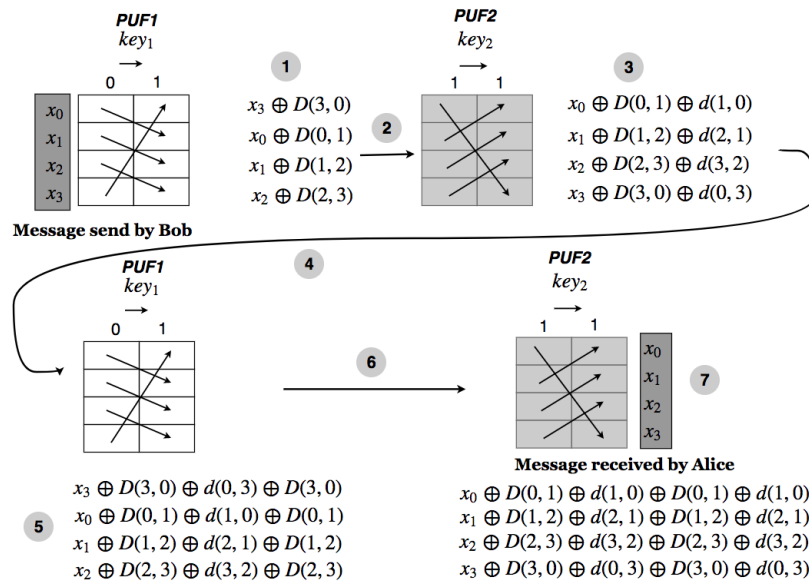 PUF1
key₁
0 1
x₀
x₁
x₂
x₃
Message send by Bob
1
x₃ ⊕ D(3, 0)
x₀ ⊕ D(0, 1)
x₁ ⊕ D(1, 2)
x₂ ⊕ D(2, 3)
2
PUF2
key₂
1 1
3
x₀ ⊕ D(0, 1) ⊕ d(1, 0)
x₁ ⊕ D(1, 2) ⊕ d(2, 1)
x₂ ⊕ D(2, 3) ⊕ d(3, 2)
x₃ ⊕ D(3, 0) ⊕ d(0, 3)
4
PUF1
key₁
0 1
5
x₃ ⊕ D(3, 0) ⊕ d(0, 3) ⊕ D(3, 0)
x₀ ⊕ D(0, 1) ⊕ d(1, 0) ⊕ D(0, 1)
x₁ ⊕ D(1, 2) ⊕ d(2, 1) ⊕ D(1, 2)
x₂ ⊕ D(2, 3) ⊕ d(3, 2) ⊕ D(2, 3)
6
PUF2
key₂
1 1
x₀
x₁
x₂
x₃
7
Message received by Alice
x₀ ⊕ D(0, 1) ⊕ d(1, 0) ⊕ D(0, 1) ⊕ d(1, 0)
x₁ ⊕ D(1, 2) ⊕ d(2, 1) ⊕ D(1, 2) ⊕ d(2, 1)
x₂ ⊕ D(2, 3) ⊕ d(3, 2) ⊕ D(2, 3) ⊕ d(3, 2)
x₃ ⊕ D(3, 0) ⊕ d(0, 3) ⊕ D(3, 0) ⊕ d(0, 3)